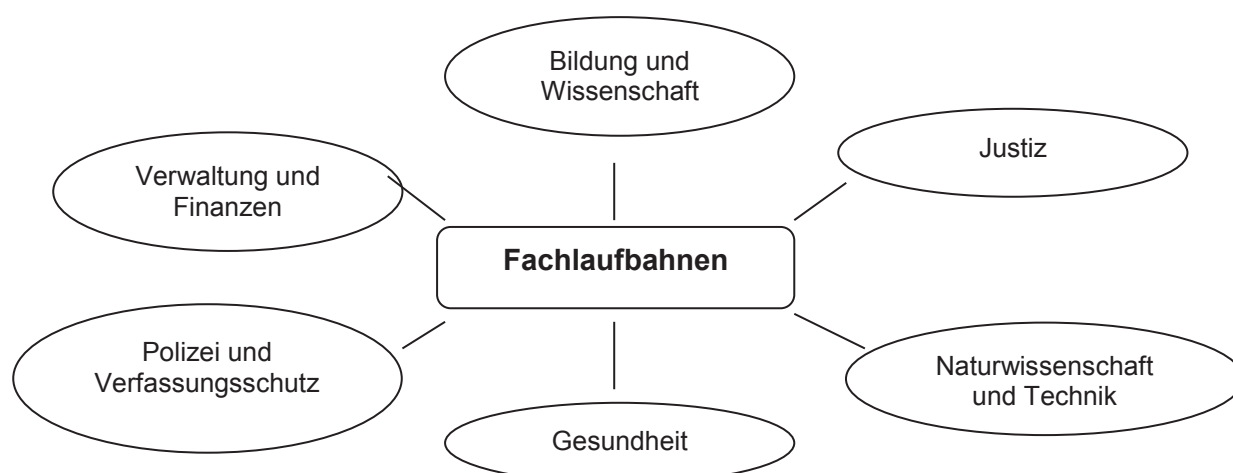 Bildung und
Wissenschaft
Justiz
Verwaltung und
Finanzen
Fachlaufbahnen
Polizei und
Verfassungsschutz
Naturwissenschaft
und Technik
Gesundheit